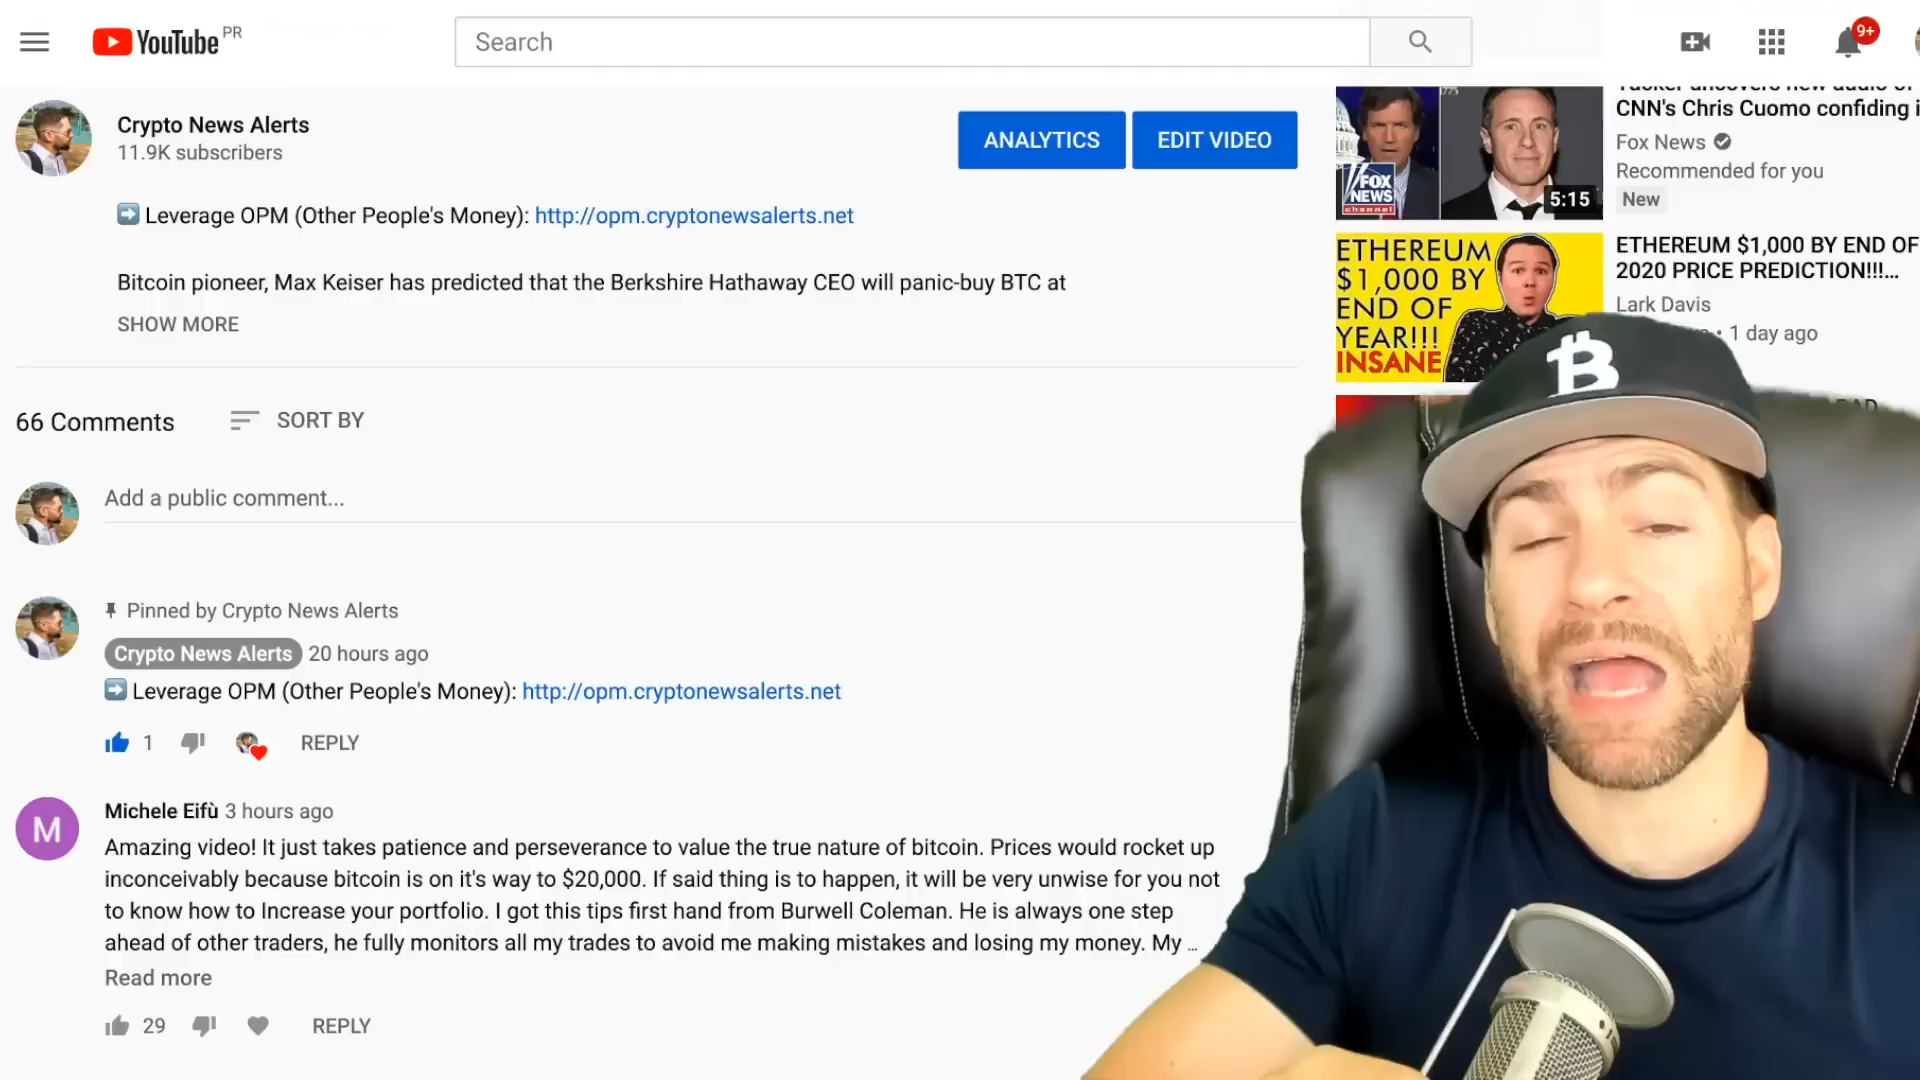 YouTube PR
Search
9+
Crypto News Alerts
11.9K subscribers
ANALYTICS
EDIT VIDEO
Leverage OPM (Other People's Money): http://opm.cryptonewsalerts.net
Bitcoin pioneer, Max Keiser has predicted that the Berkshire Hathaway CEO will panic-buy BTC at
SHOW MORE
66 Comments
SORT BY
Add a public comment...
Pinned by Crypto News Alerts
Crypto News Alerts 20 hours ago
Leverage OPM (Other People's Money): http://opm.cryptonewsalerts.net
1
REPLY
M
Michele Eifù 3 hours ago
Amazing video! It just takes patience and perseverance to value the true nature of bitcoin. Prices would rocket up
inconceivably because bitcoin is on it's way to $20,000. If said thing is to happen, it will be very unwise for you not
to know how to Increase your portfolio. I got this tips first hand from Burwell Coleman. He is always one step
ahead of other traders, he fully monitors all my trades to avoid me making mistakes and losing my money. My ...
Read more
29
REPLY
FOX
NEWS
channel
5:15
Tucker uncovers new audio of
CNN's Chris Cuomo confiding i
Fox News
Recommended for you
New
ETHEREUM
$1,000 BY
END OF
YEAR!!!
INSANE
ETHEREUM $1,000 BY END OF
2020 PRICE PREDICTION!!!...
Lark Davis
• 1 day ago